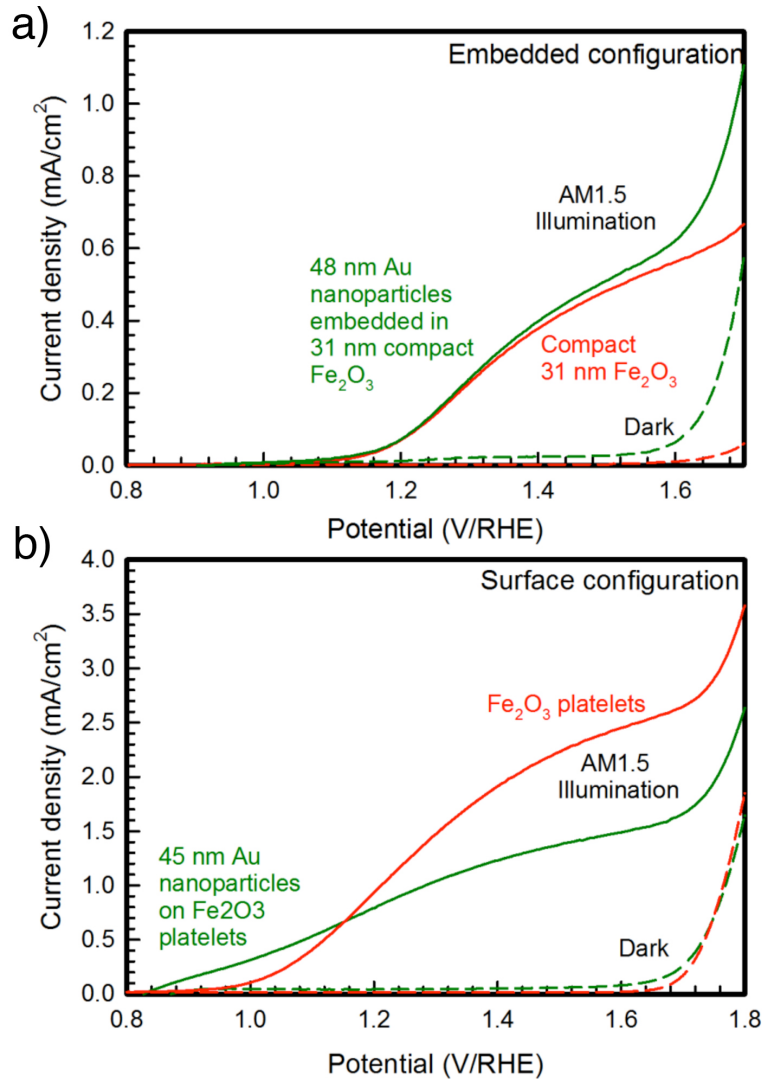 a)
1.2
Embedded configuration
1.0
0.8
AM1.5
Illumination
48 nm Au
nanoparticles
embedded in
31 nm compact
Fe₂O₃
0.6
0.4
Compact
31 nm Fe₂O₃
0.2
Dark
0.0
0.8 1.0 1.2 1.4 1.6
Current density (mA/cm²)
Potential (V/RHE)
b)
4.0
Surface configuration
3.5
3.0
Fe₂O₃ platelets
2.5
AM1.5
Illumination
2.0
1.5
45 nm Au
nanoparticles
on Fe2O3
platelets
1.0
0.5
Dark
0.0
0.8 1.0 1.2 1.4 1.6 1.8
Current density (mA/cm²)
Potential (V/RHE)